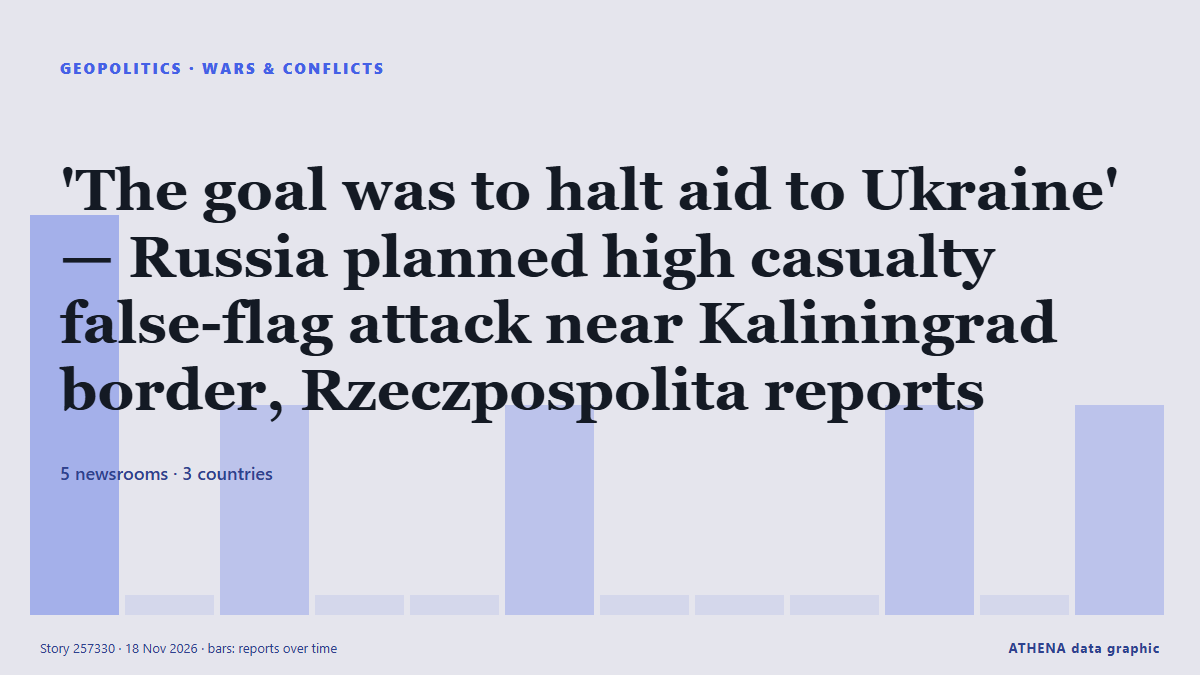 GEOPOLITICS · WARS & CONFLICTS
'The goal was to halt aid to Ukraine'
— Russia planned high casualty
false-flag attack near Kaliningrad
border, Rzeczpospolita reports
5 newsrooms · 3 countries
Story 257330 · 18 Nov 2026 · bars: reports over time
ATHENA data graphic